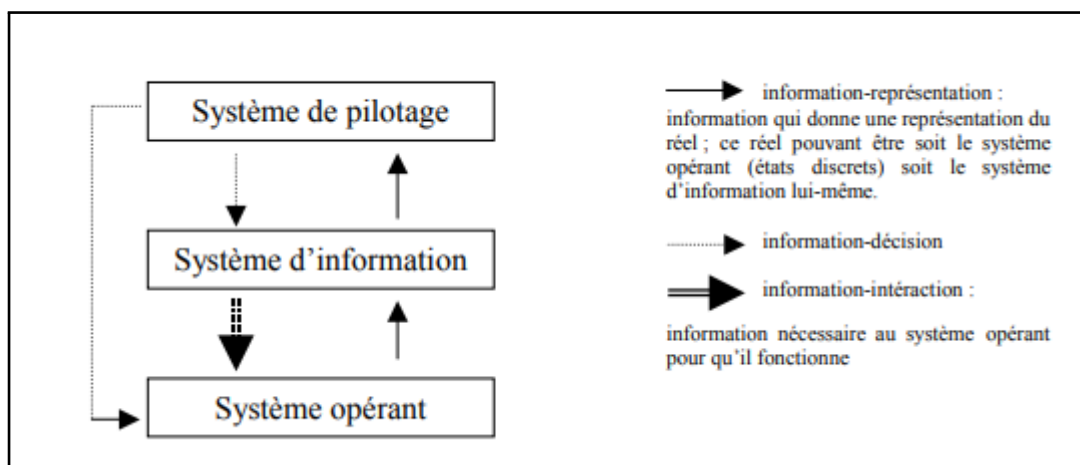 Système de pilotage
Système d'information
Système opérant
information-représentation :
information qui donne une représentation du
réel ; ce réel pouvant être soit le système
opérant (états discrets) soit le système
d'information lui-même.
information-décision
information-intéraction :
information nécessaire au système opérant
pour qu'il fonctionne